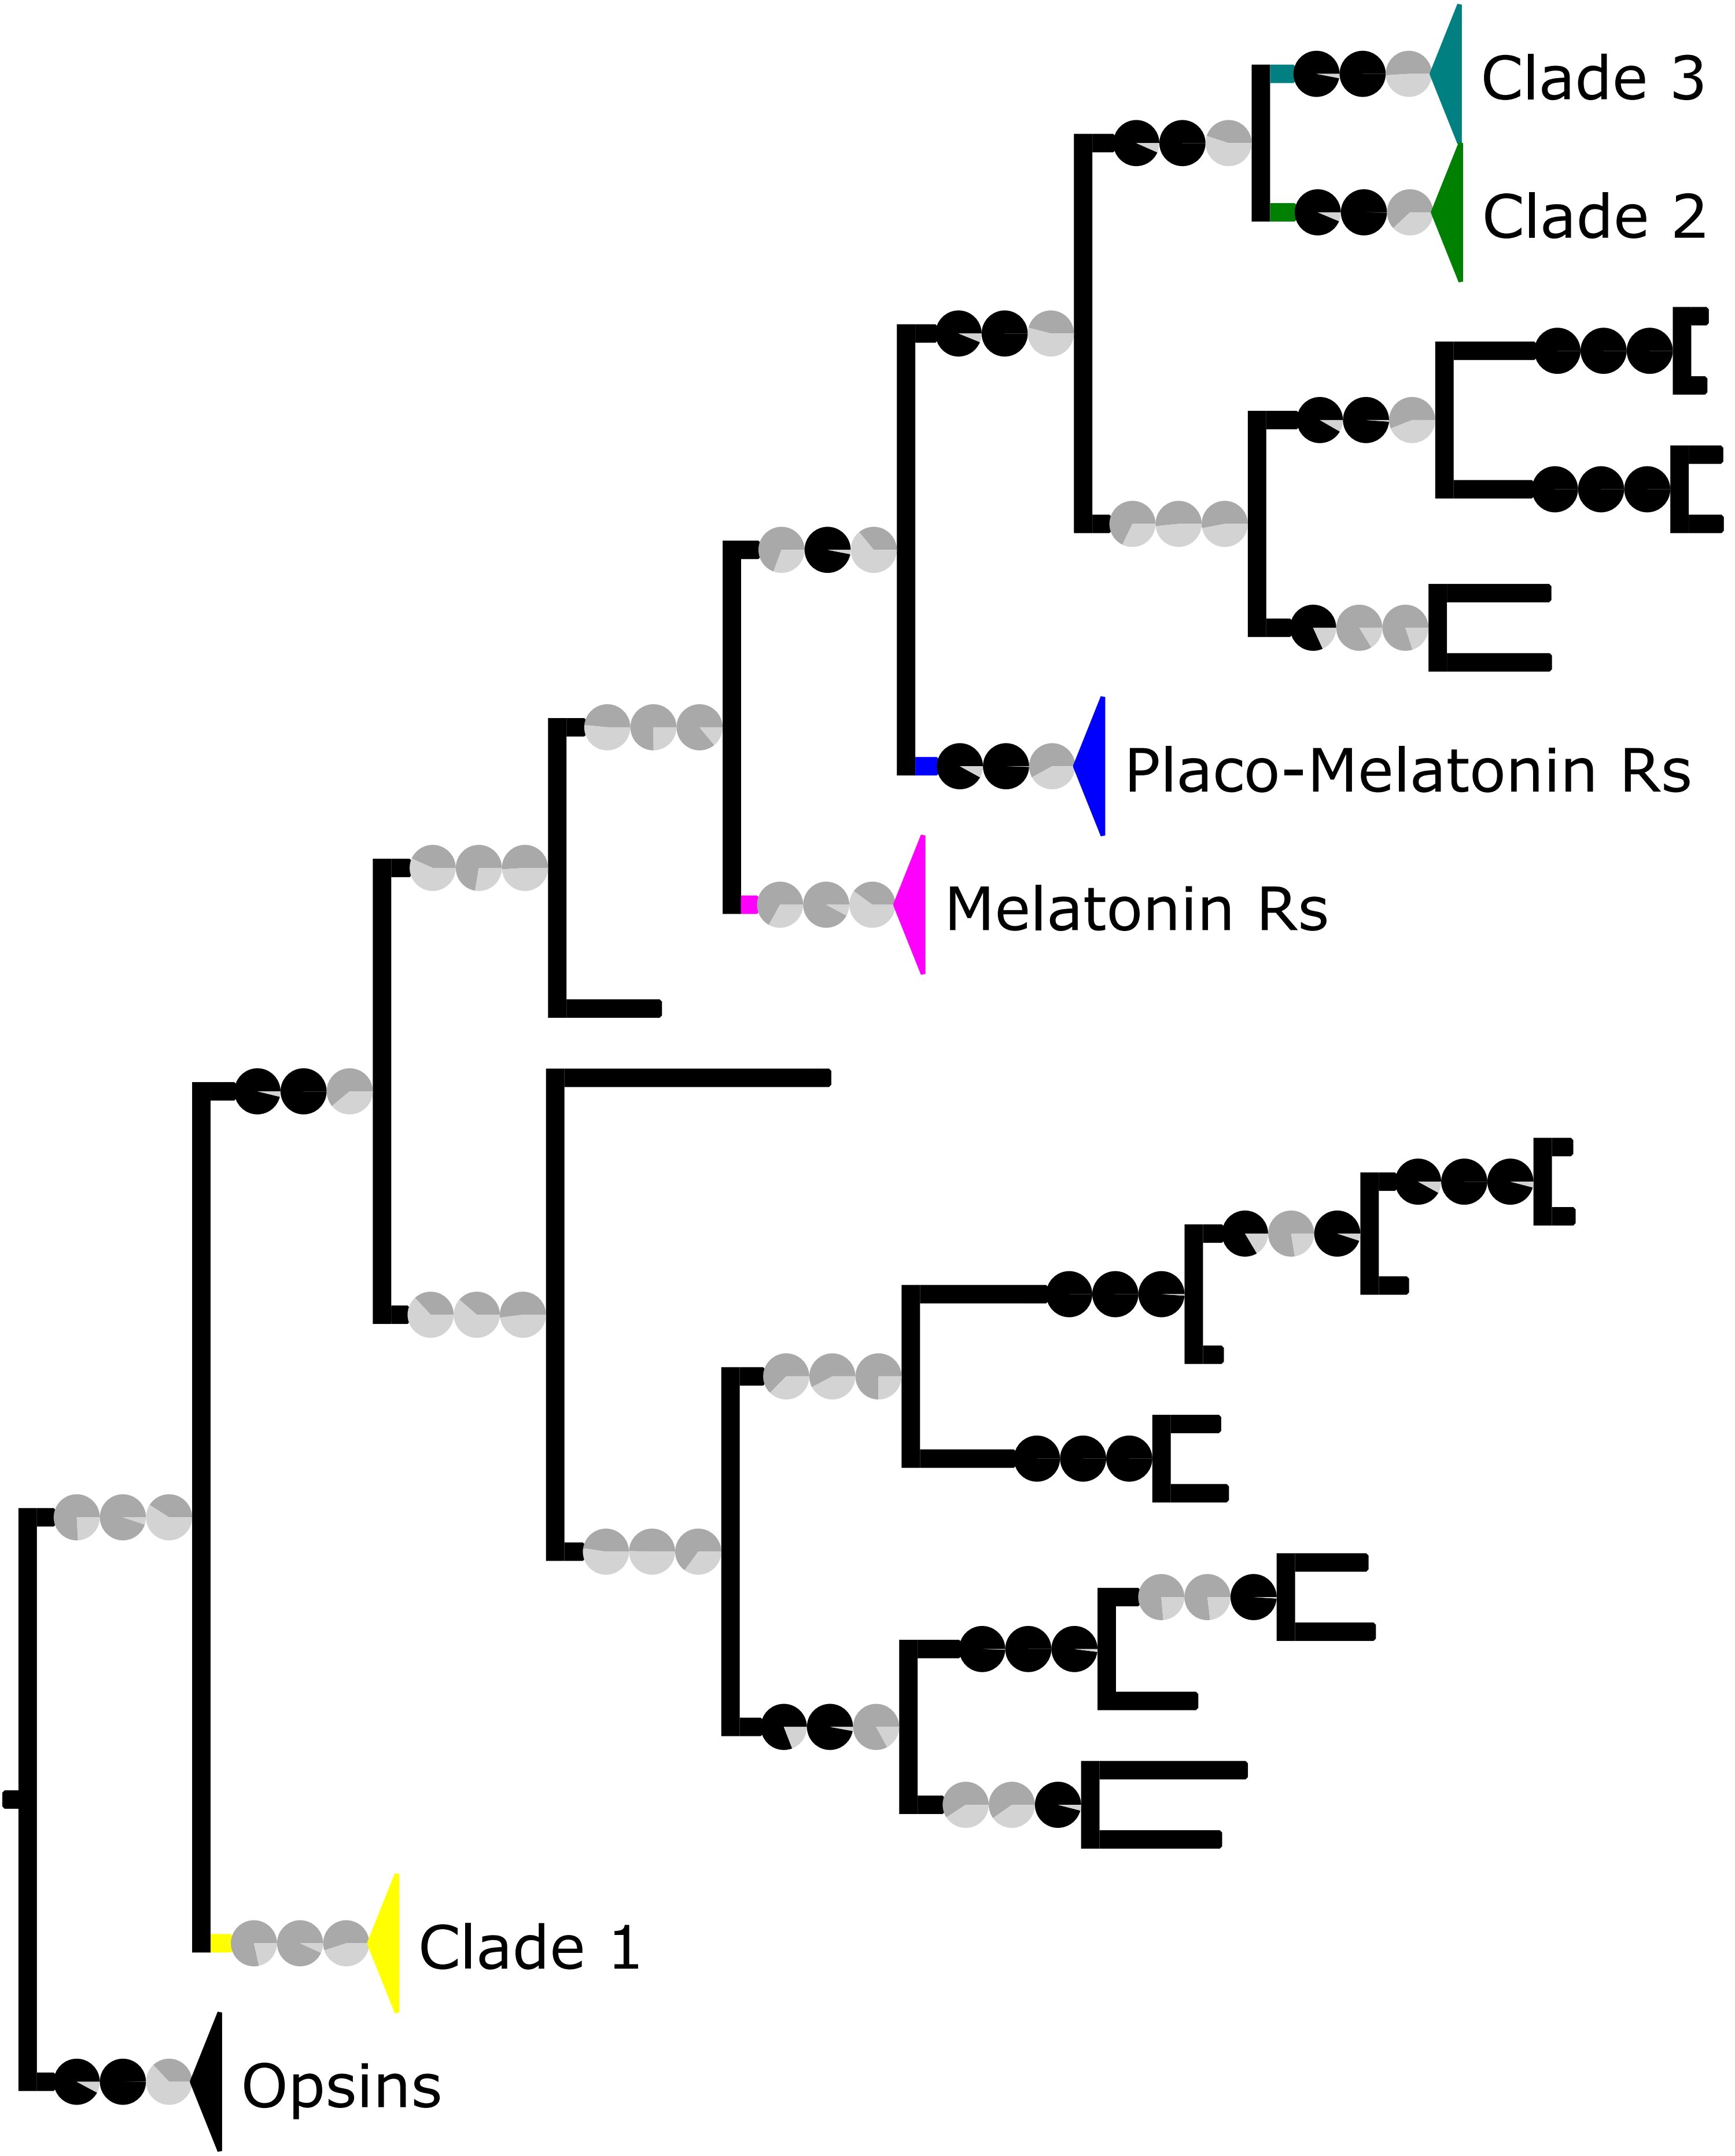 Clade 3
Clade 2
Placo-Melatonin Rs
Melatonin Rs
Clade 1
Opsins